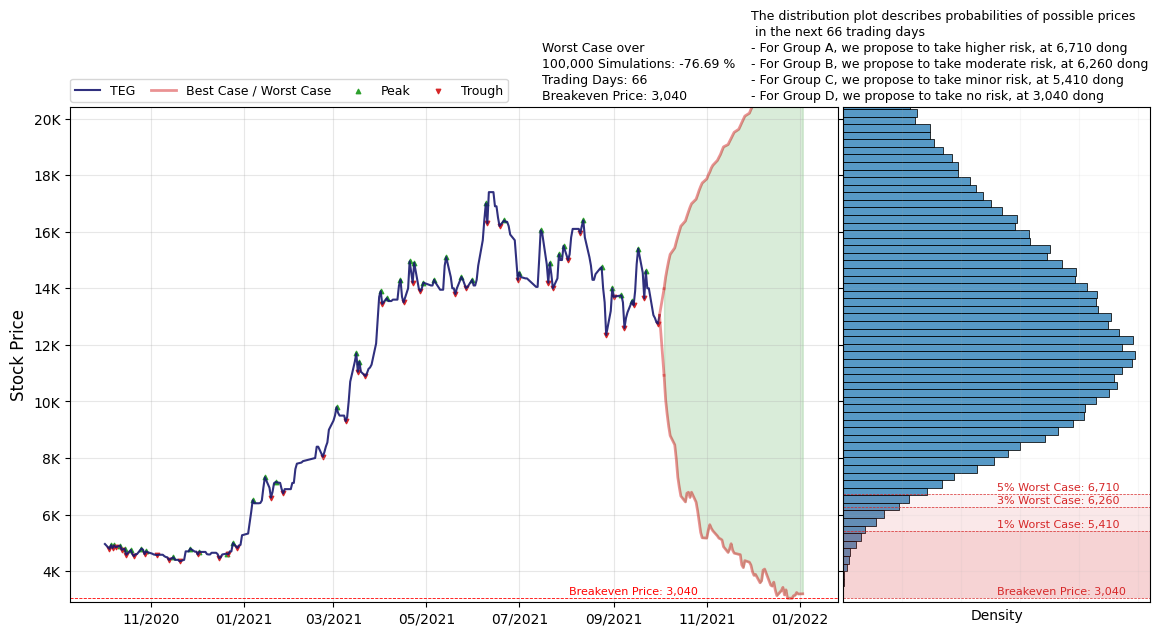 The distribution plot describes probabilities of possible prices
in the next 66 trading days
- For Group A, we propose to take higher risk, at 6,710 dong
- For Group B, we propose to take moderate risk, at 6,260 dong
- For Group C, we propose to take minor risk, at 5,410 dong
- For Group D, we propose to take no risk, at 3,040 dong
Worst Case over
100,000 Simulations: -76.69 %
Trading Days: 66
Breakeven Price: 3,040
TEG
Best Case / Worst Case
Peak
Trough
Stock Price
20K
18K
16K
14K
12K
10K
8K
6K
4K
5% Worst Case: 6,710
3% Worst Case: 6,260
1% Worst Case: 5,410
Breakeven Price: 3,040
Breakeven Price: 3,040
11/2020
01/2021
03/2021
05/2021
07/2021
09/2021
11/2021
01/2022
Density